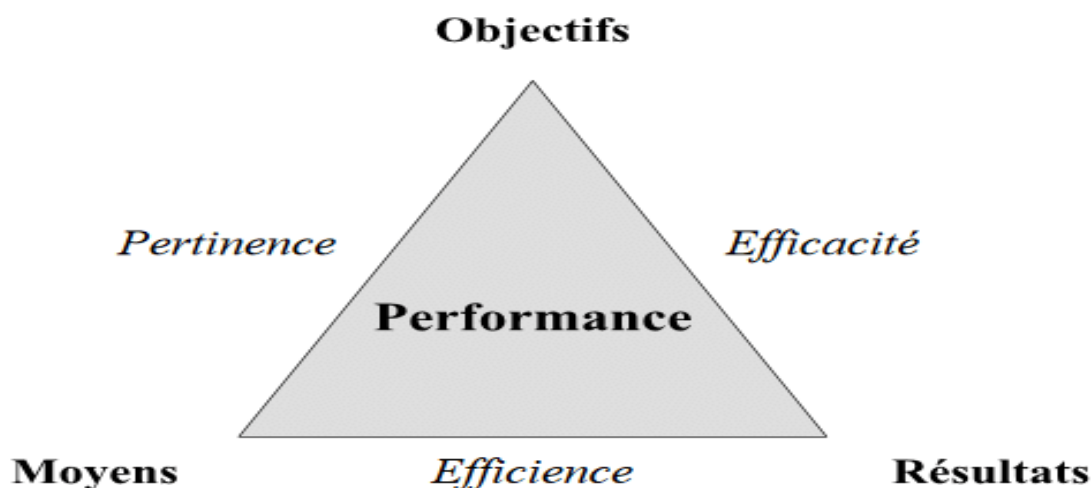 Objectifs
Pertinence
Efficacité
Performance
Moyens
Efficience
Résultats